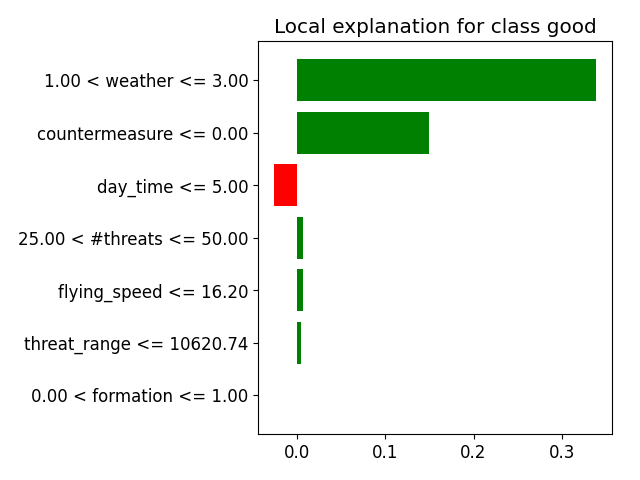 Local explanation for class good
1.00 < weather <= 3.00
countermeasure <= 0.00
day_time <= 5.00
25.00 < #threats <= 50.00
flying_speed <= 16.20
threat_range <= 10620.74
0.00 < formation <= 1.00
0.0 0.1 0.2 0.3